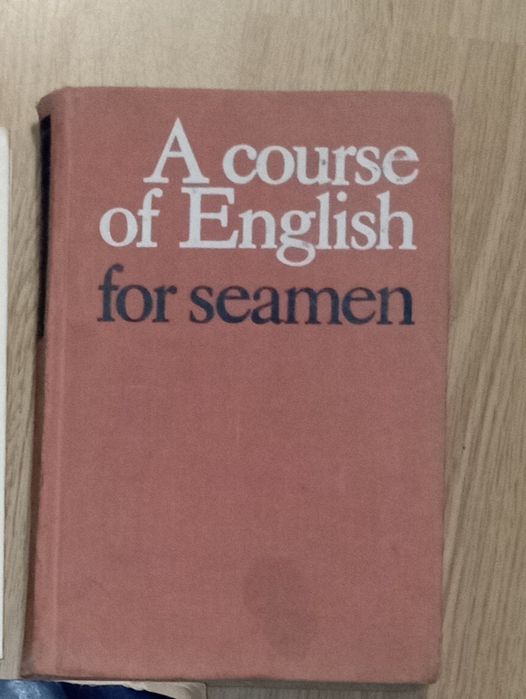 A course
of English
for seamen